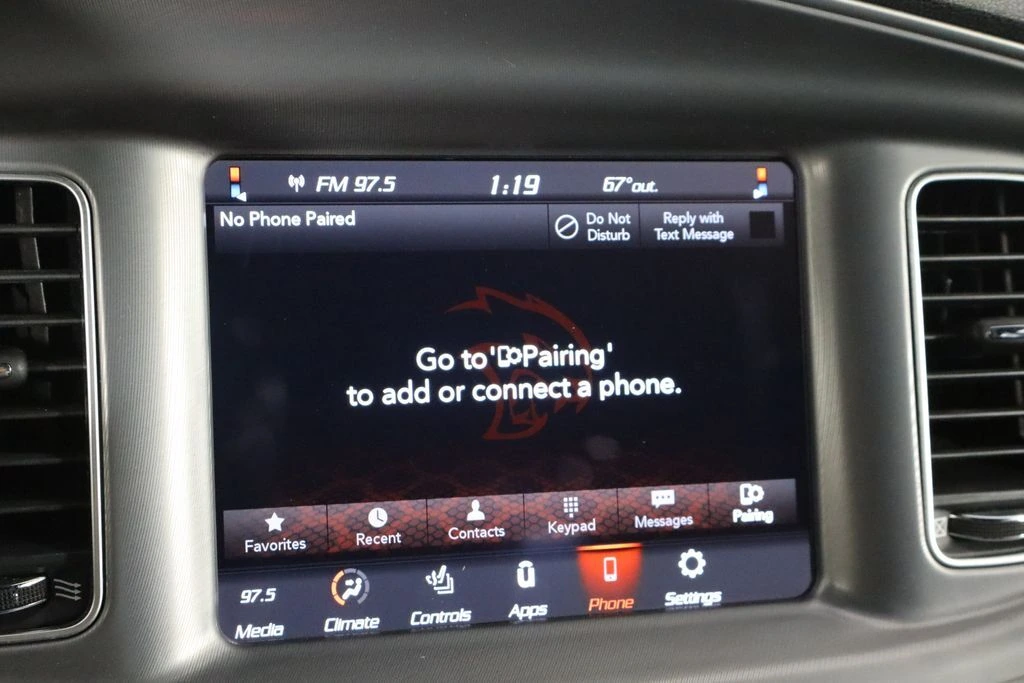 FM 97.5 1:19 67°out.
No Phone Paired
Do Not
Disturb
Reply with
Text Message
Go to 'Pairing'
to add or connect a phone.
Favorites Recent Contacts Keypad Messages Pairing
97.5
Media Climate Controls Apps Phone Settings